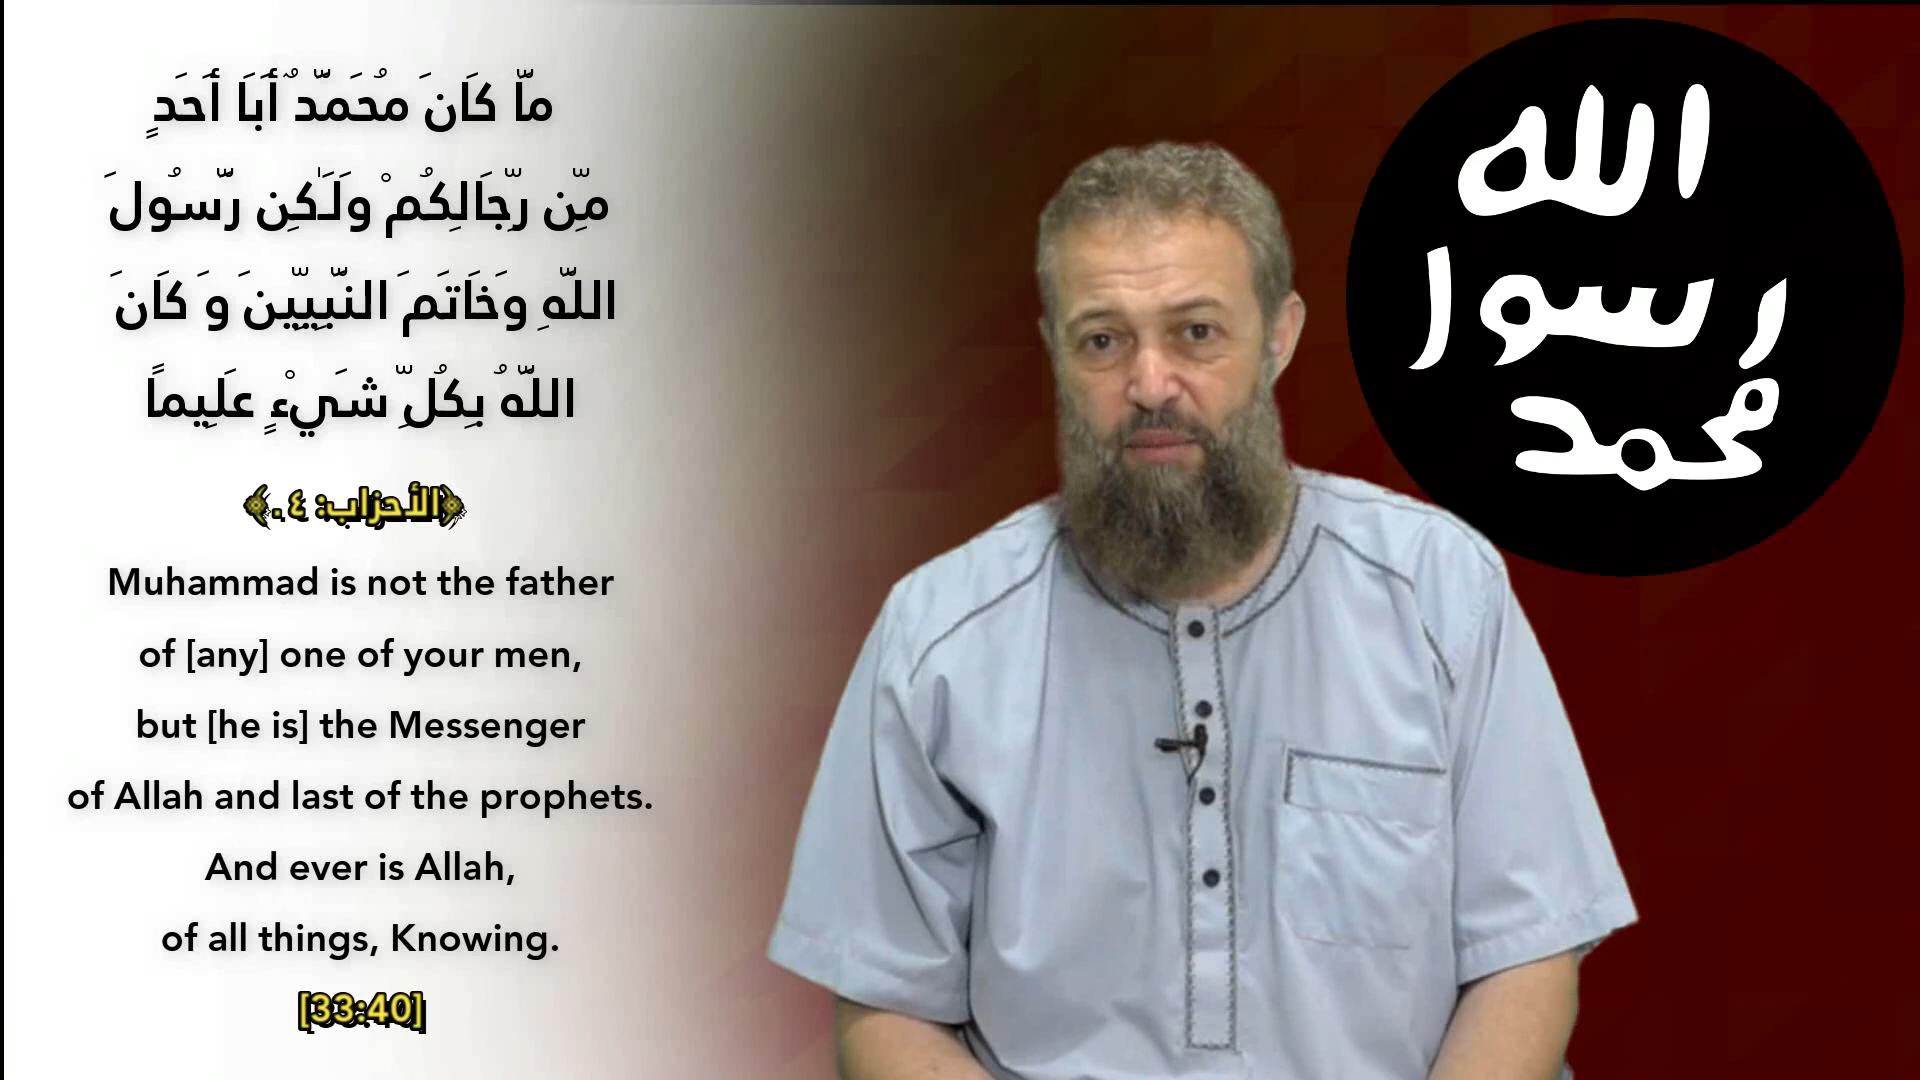 مَّا كَانَ مُحَمَّدٌ أَبَا أَحَدٍ
مِّن رِّجَالِكُمْ وَلَٰكِن رَّسُولَ
اللَّهِ وَخَاتَمَ النَّبِيِّينَ وَ كَانَ
اللَّهُ بِكُلِّ شَيْءٍ عَلِيماً
﴿الأحزاب: ٤٠﴾
Muhammad is not the father
of [any] one of your men,
but [he is] the Messenger
of Allah and last of the prophets.
And ever is Allah,
of all things, Knowing.
[33:40]
الله
رسول
محمد